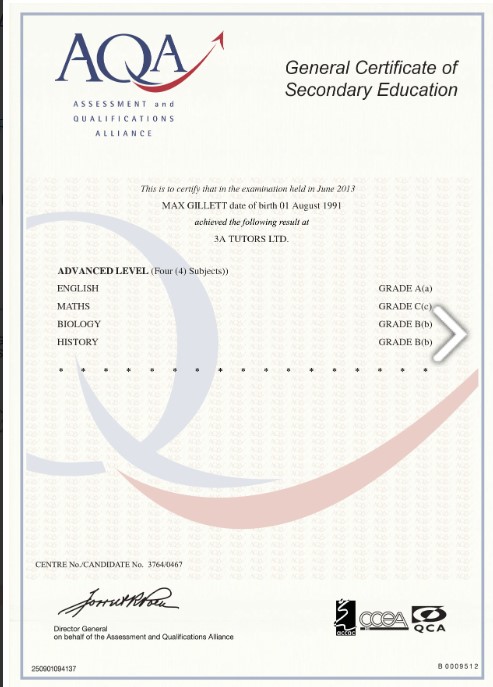 AQA
ASSESSMENT and
QUALIFICATIONS
ALLIANCE
General Certificate of
Secondary Education
This is to certify that in the examination held in June 2013
MAX GILLETT date of birth 01 August 1991
achieved the following result at
3A TUTORS LTD.
ADVANCED LEVEL (Four (4) Subjects))
ENGLISH GRADE A(a)
MATHS GRADE C(c)
BIOLOGY GRADE B(b)
HISTORY GRADE B(b)
* * * * * * * * * * * * * * * * *
CENTRE No./CANDIDATE No. 3764/0467
Director General
on behalf of the Assessment and Qualifications Alliance
accac
ccea
QCA
250901094137
B 0009512